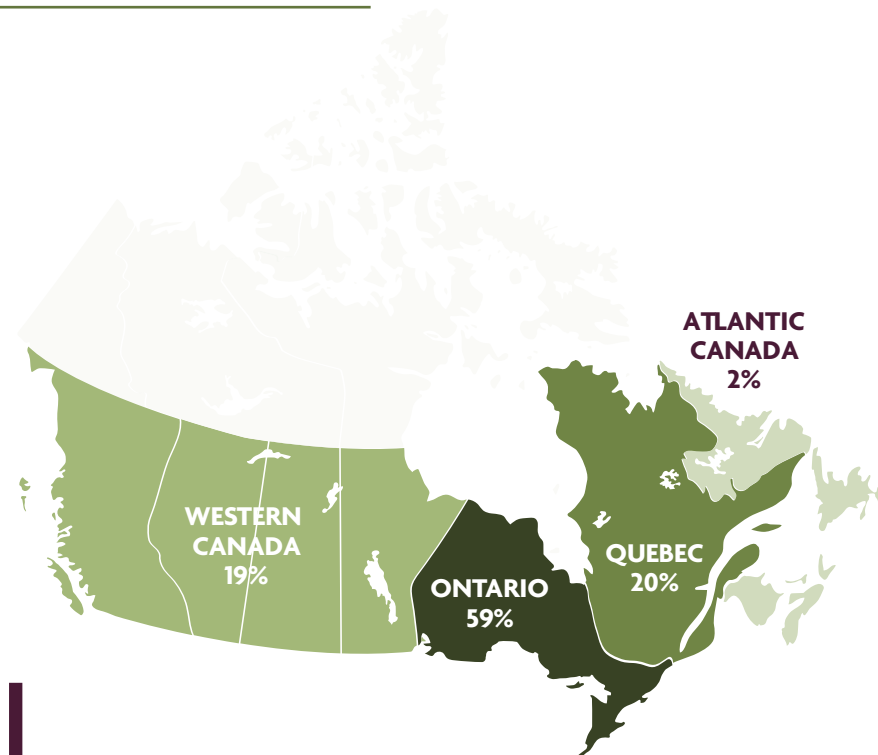 ATLANTIC
CANADA
2%
WESTERN
CANADA
19%
QUEBEC
20%
ONTARIO
59%